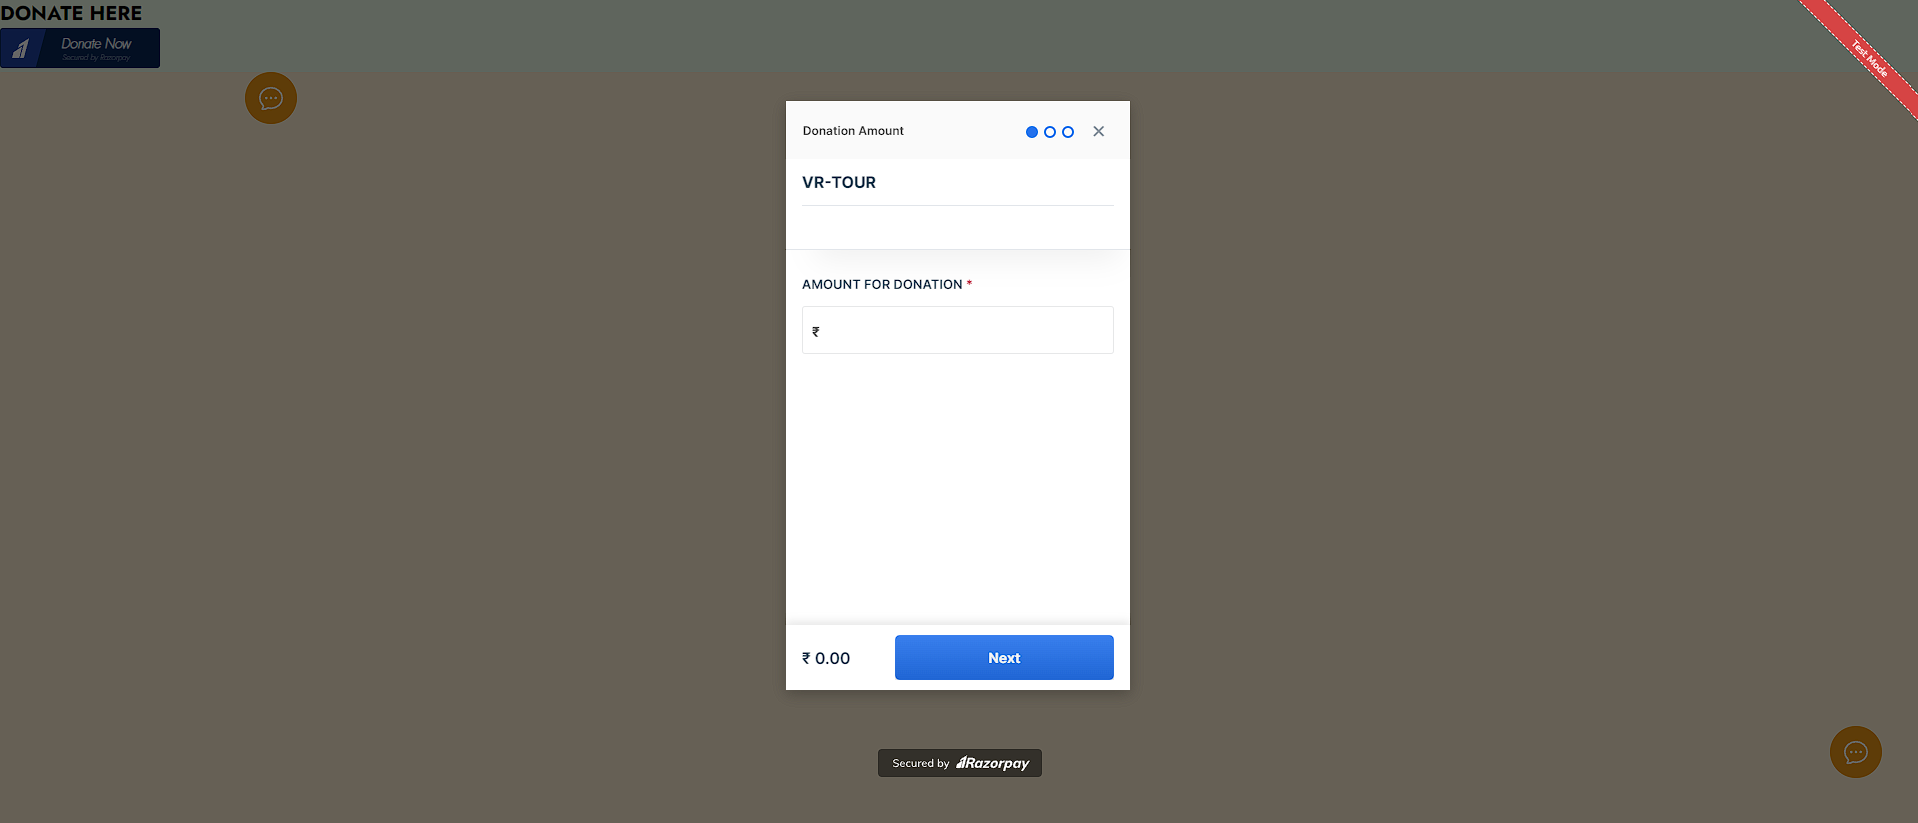 DONATE HERE
Donate Now
Secured by Razorpay
Test Mode
Donation Amount
VR-TOUR
AMOUNT FOR DONATION *
₹
₹ 0.00
Next
Secured by Razorpay